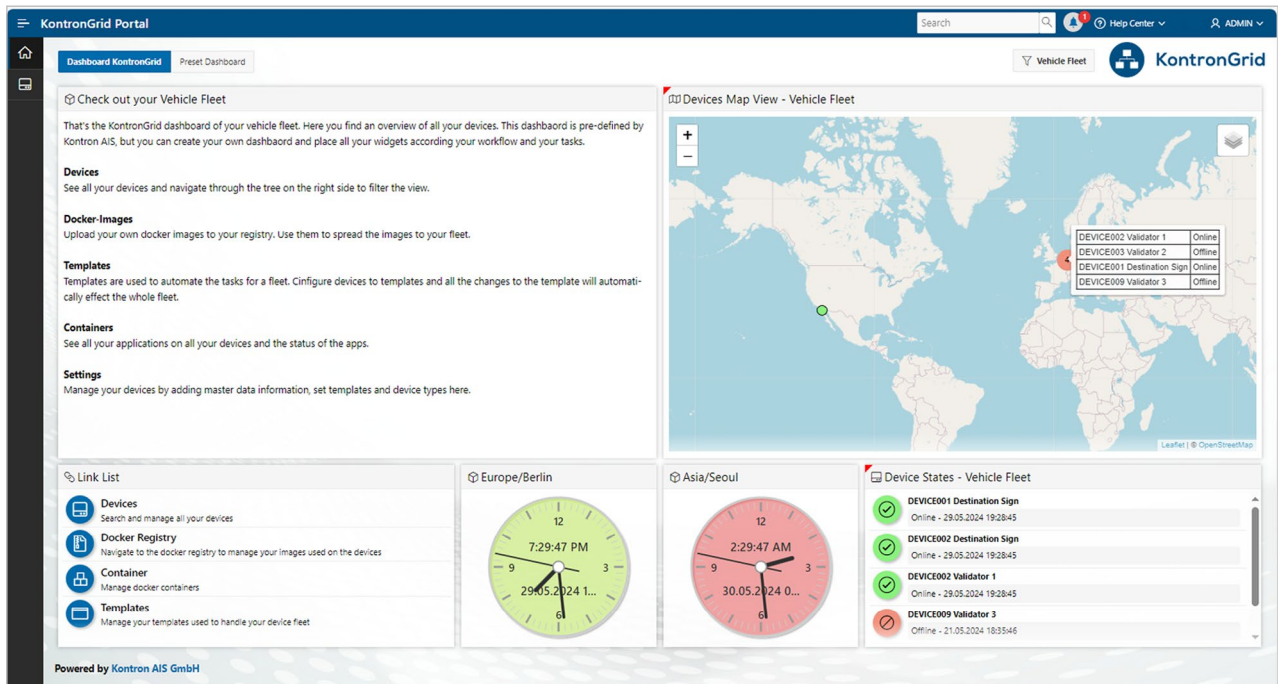 KontronGrid Portal
Search
1
Help Center
ADMIN
Dashboard KontronGrid
Preset Dashboard
Vehicle Fleet
KontronGrid
Check out your Vehicle Fleet
That's the KontronGrid dashboard of your vehicle fleet. Here you find an overview of all your devices. This dashbaord is pre-defined by
Kontron AIS, but you can create your own dashbaord and place all your widgets according your workflow and your tasks.
Devices
See all your devices and navigate through the tree on the right side to filter the view.
Docker-Images
Upload your own docker images to your registry. Use them to spread the images to your fleet.
Templates
Templates are used to automate the tasks for a fleet. Cinfigure devices to templates and all the changes to the template will automati-
cally effect the whole fleet.
Containers
See all your applications on all your devices and the status of the apps.
Settings
Manage your devices by adding master data information, set templates and device types here.
Devices Map View - Vehicle Fleet
+
−
DEVICE002 Validator 1 Online
DEVICE003 Validator 2 Offline
DEVICE001 Destination Sign Online
DEVICE009 Validator 3 Offline
4
Leaflet | © OpenStreetMap
Link List
Devices
Search and manage all your devices
Docker Registry
Navigate to the docker registry to manage your images used on the devices
Container
Manage docker containers
Templates
Manage your templates used to handle your device fleet
Europe/Berlin
12
7:29:47 PM
9 3
29.05.2024 1...
6
Asia/Seoul
12
2:29:47 AM
9 3
30.05.2024 0...
6
Device States - Vehicle Fleet
DEVICE001 Destination Sign
Online - 29.05.2024 19:28:45
DEVICE002 Destination Sign
Online - 29.05.2024 19:28:45
DEVICE002 Validator 1
Online - 29.05.2024 19:28:45
DEVICE009 Validator 3
Offline - 21.05.2024 18:35:46
Powered by Kontron AIS GmbH